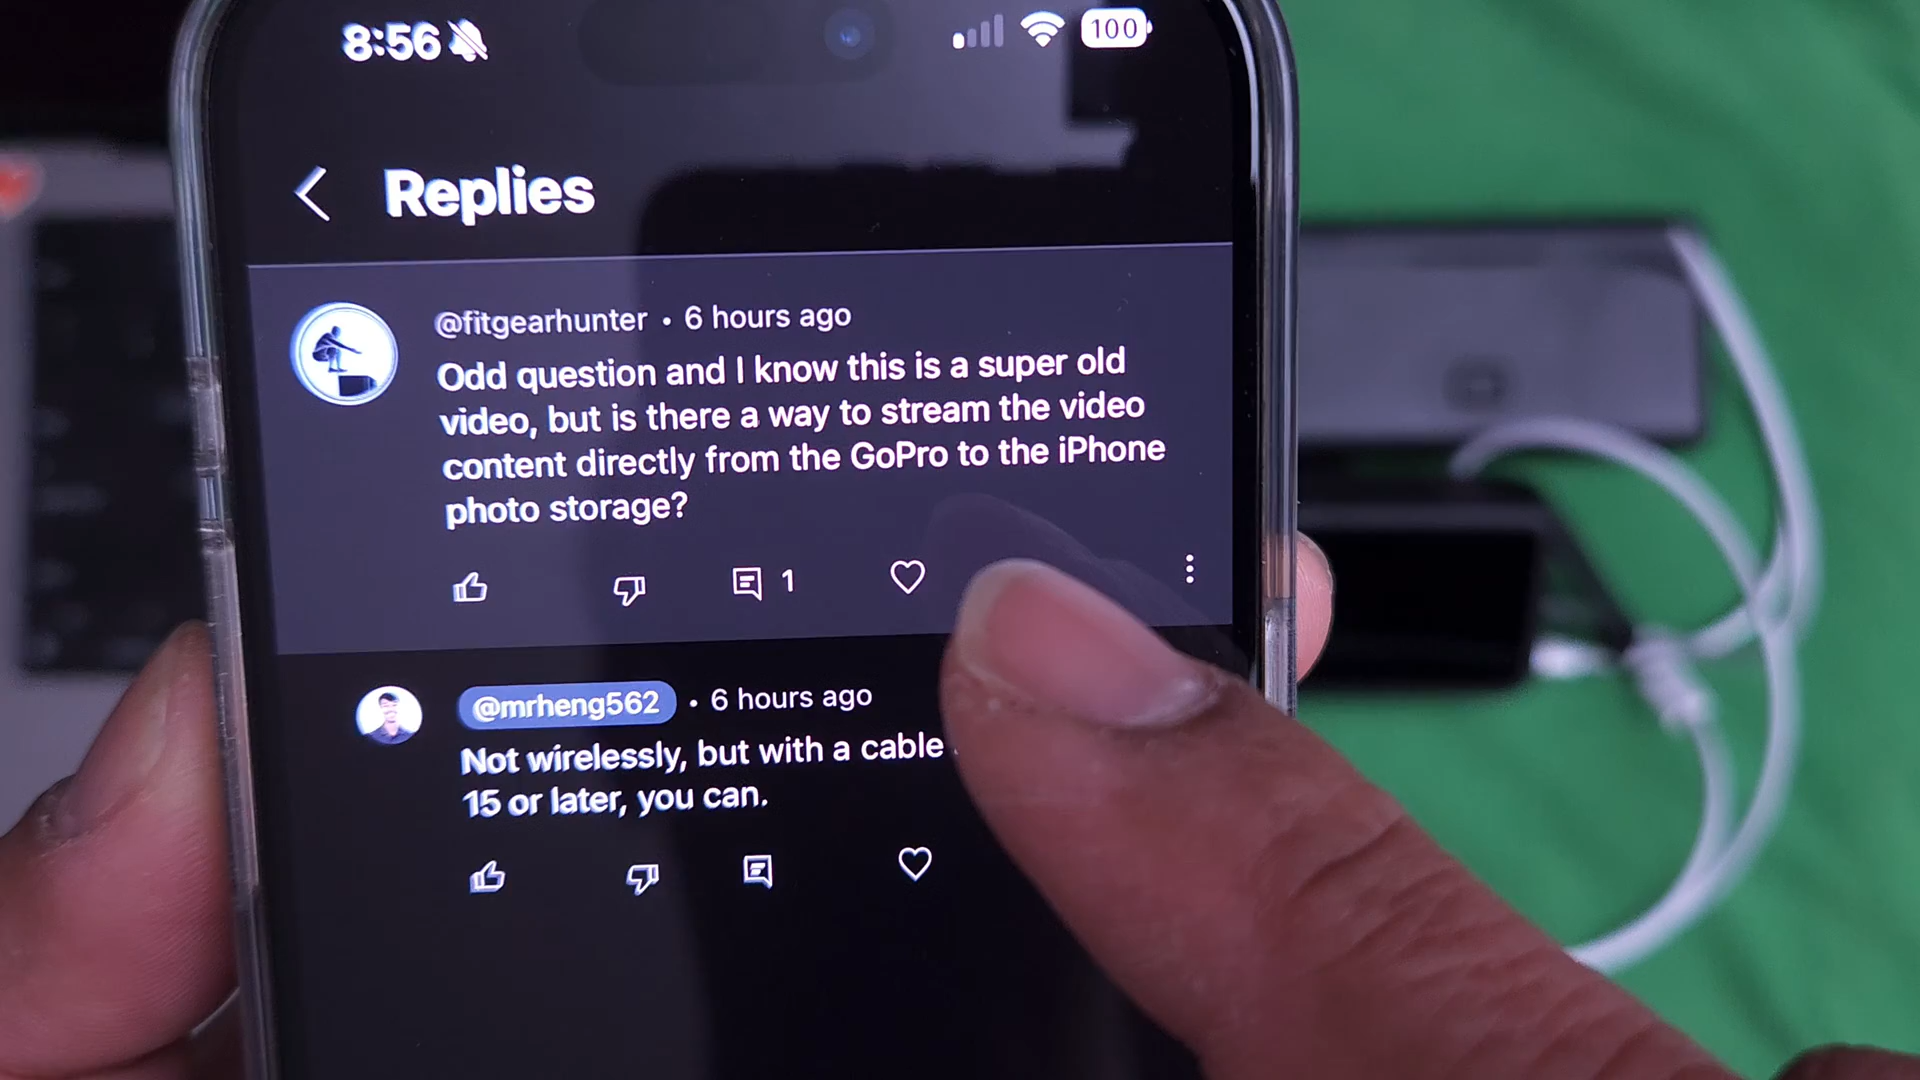 8:56
100
Replies
@fitgearhunter • 6 hours ago
Odd question and I know this is a super old
video, but is there a way to stream the video
content directly from the GoPro to the iPhone
photo storage?
1
@mrheng562 • 6 hours ago
Not wirelessly, but with a cable
15 or later, you can.